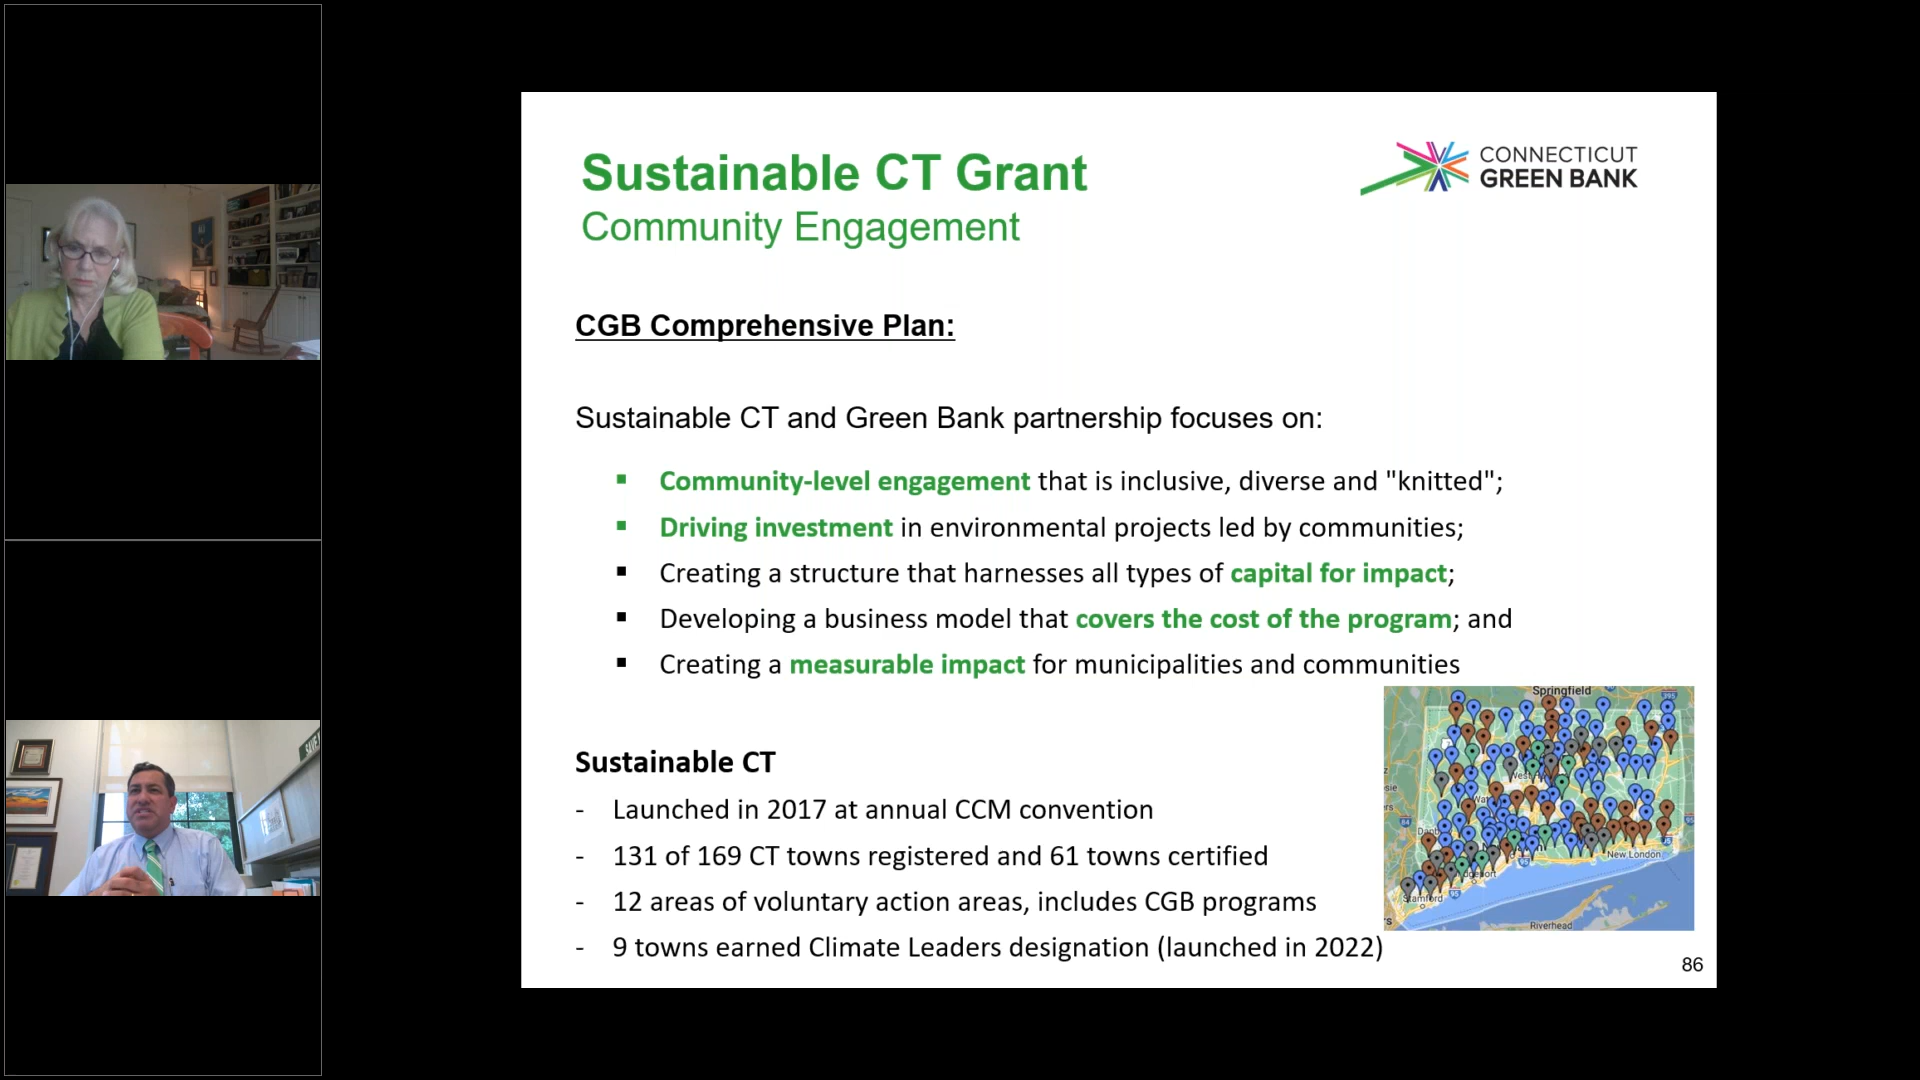 Sustainable CT Grant
Community Engagement
CONNECTICUT
GREEN BANK
CGB Comprehensive Plan:
Sustainable CT and Green Bank partnership focuses on:
▪ Community-level engagement that is inclusive, diverse and "knitted";
▪ Driving investment in environmental projects led by communities;
▪ Creating a structure that harnesses all types of capital for impact;
▪ Developing a business model that covers the cost of the program; and
▪ Creating a measurable impact for municipalities and communities
Sustainable CT
- Launched in 2017 at annual CCM convention
- 131 of 169 CT towns registered and 61 towns certified
- 12 areas of voluntary action areas, includes CGB programs
- 9 towns earned Climate Leaders designation (launched in 2022)
Springfield
395
84
New London
95
Stamford
95
Riverhead
86